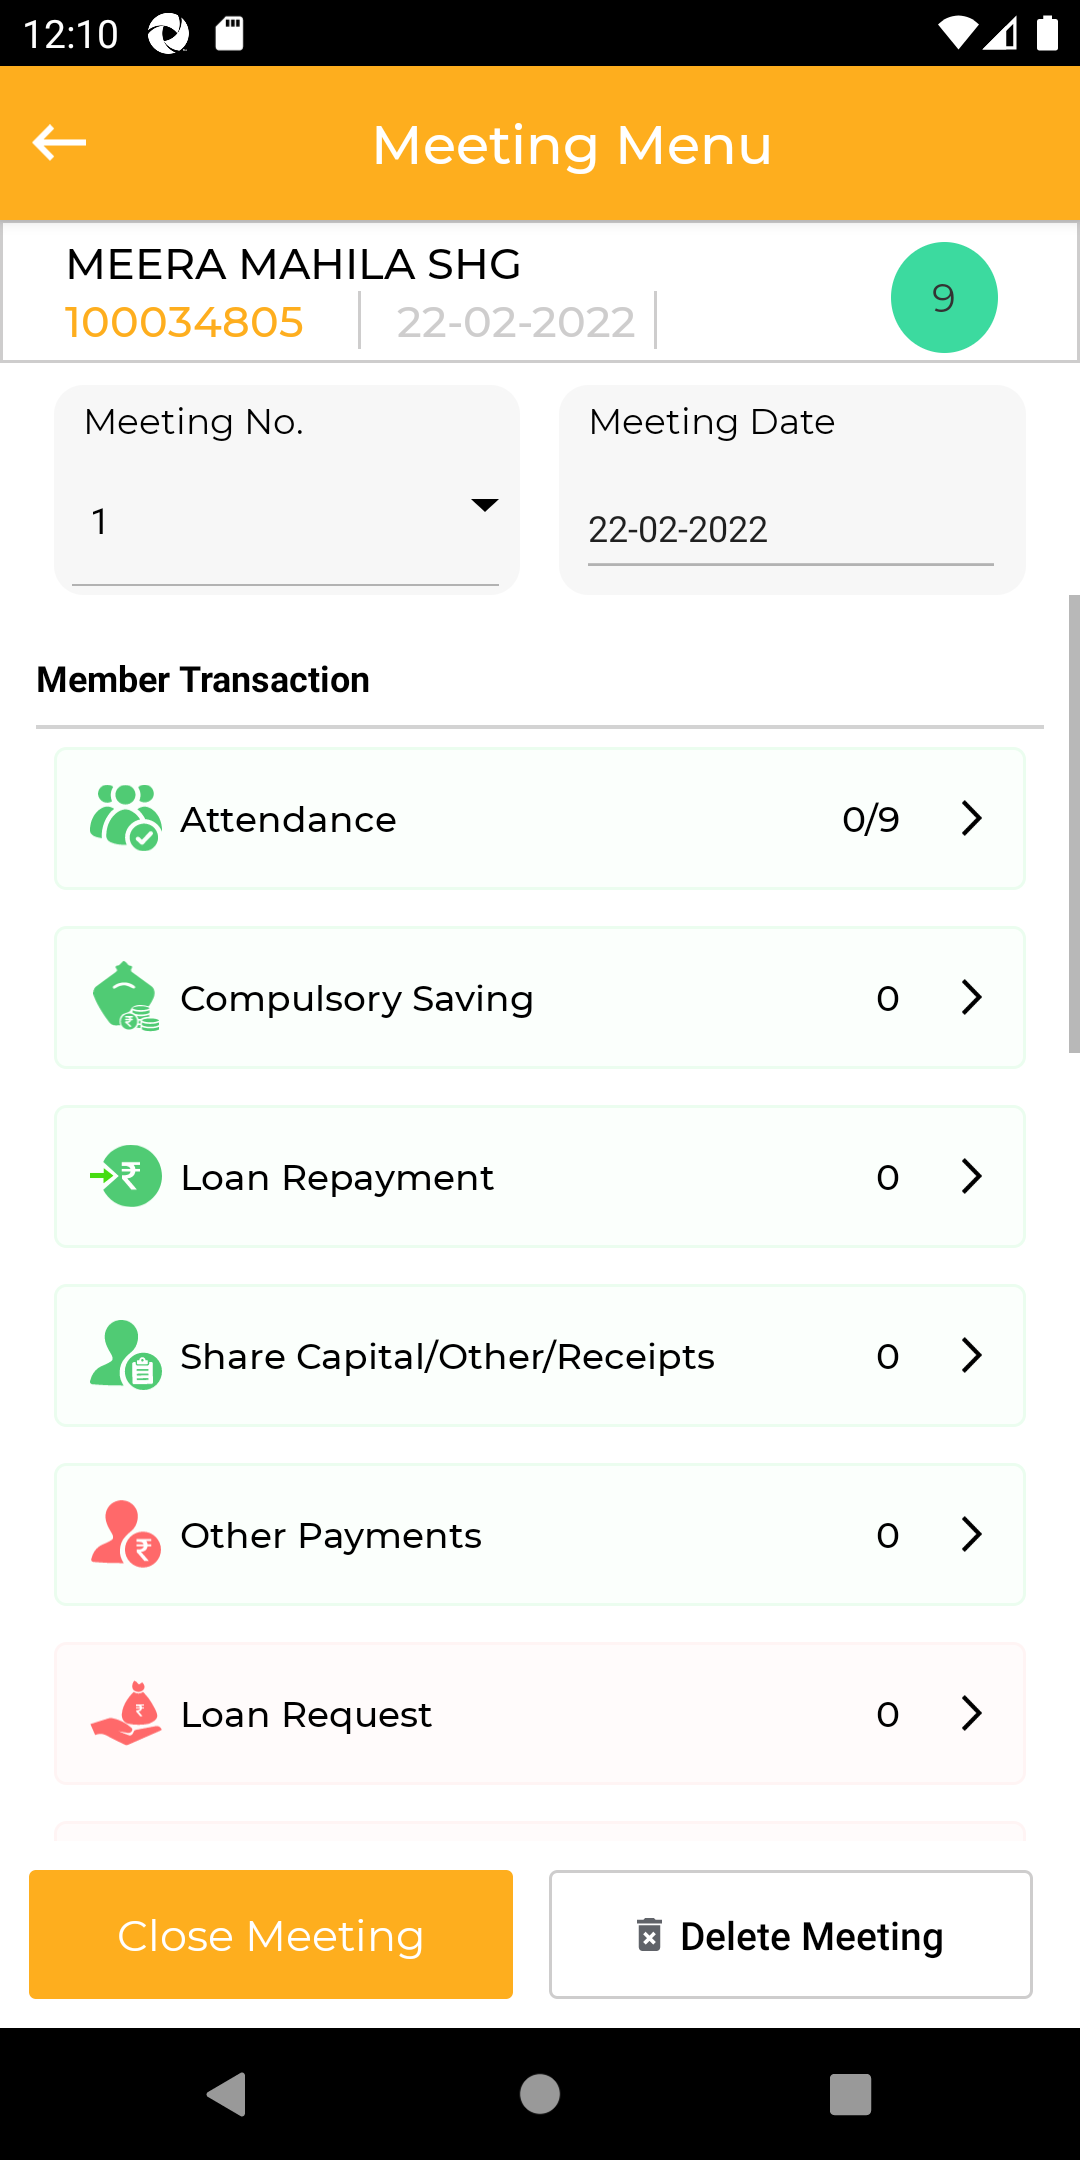 12:10
Meeting Menu
MEERA MAHILA SHG
9
100034805
22-02-2022
Meeting No.
Meeting Date
1
22-02-2022
Member Transaction
Attendance 0/9
Compulsory Saving 0
Loan Repayment 0
Share Capital/Other/Receipts 0
Other Payments 0
Loan Request 0
Close Meeting
Delete Meeting